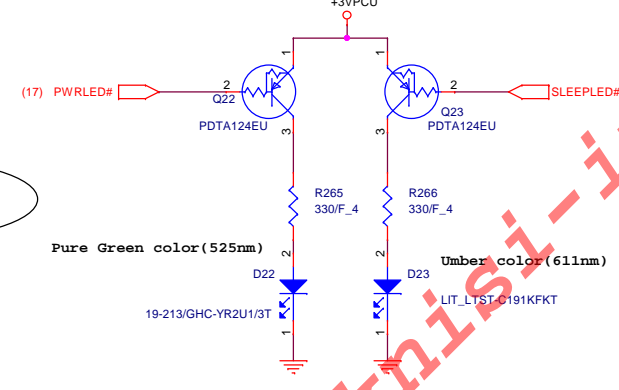 +3VPCU
1
1
(17) PWRLED#
2
2
SLEEPLED#
Q22
Q23
PDTA124EU
PDTA124EU
3
3
R265
330/F_4
R266
330/F_4
Pure Green color(525nm)
2
2
Umber color(611nm)
D22
D23
19-213/GHC-YR2U1/3T
LIT_LTST-C191KFKT
1
1